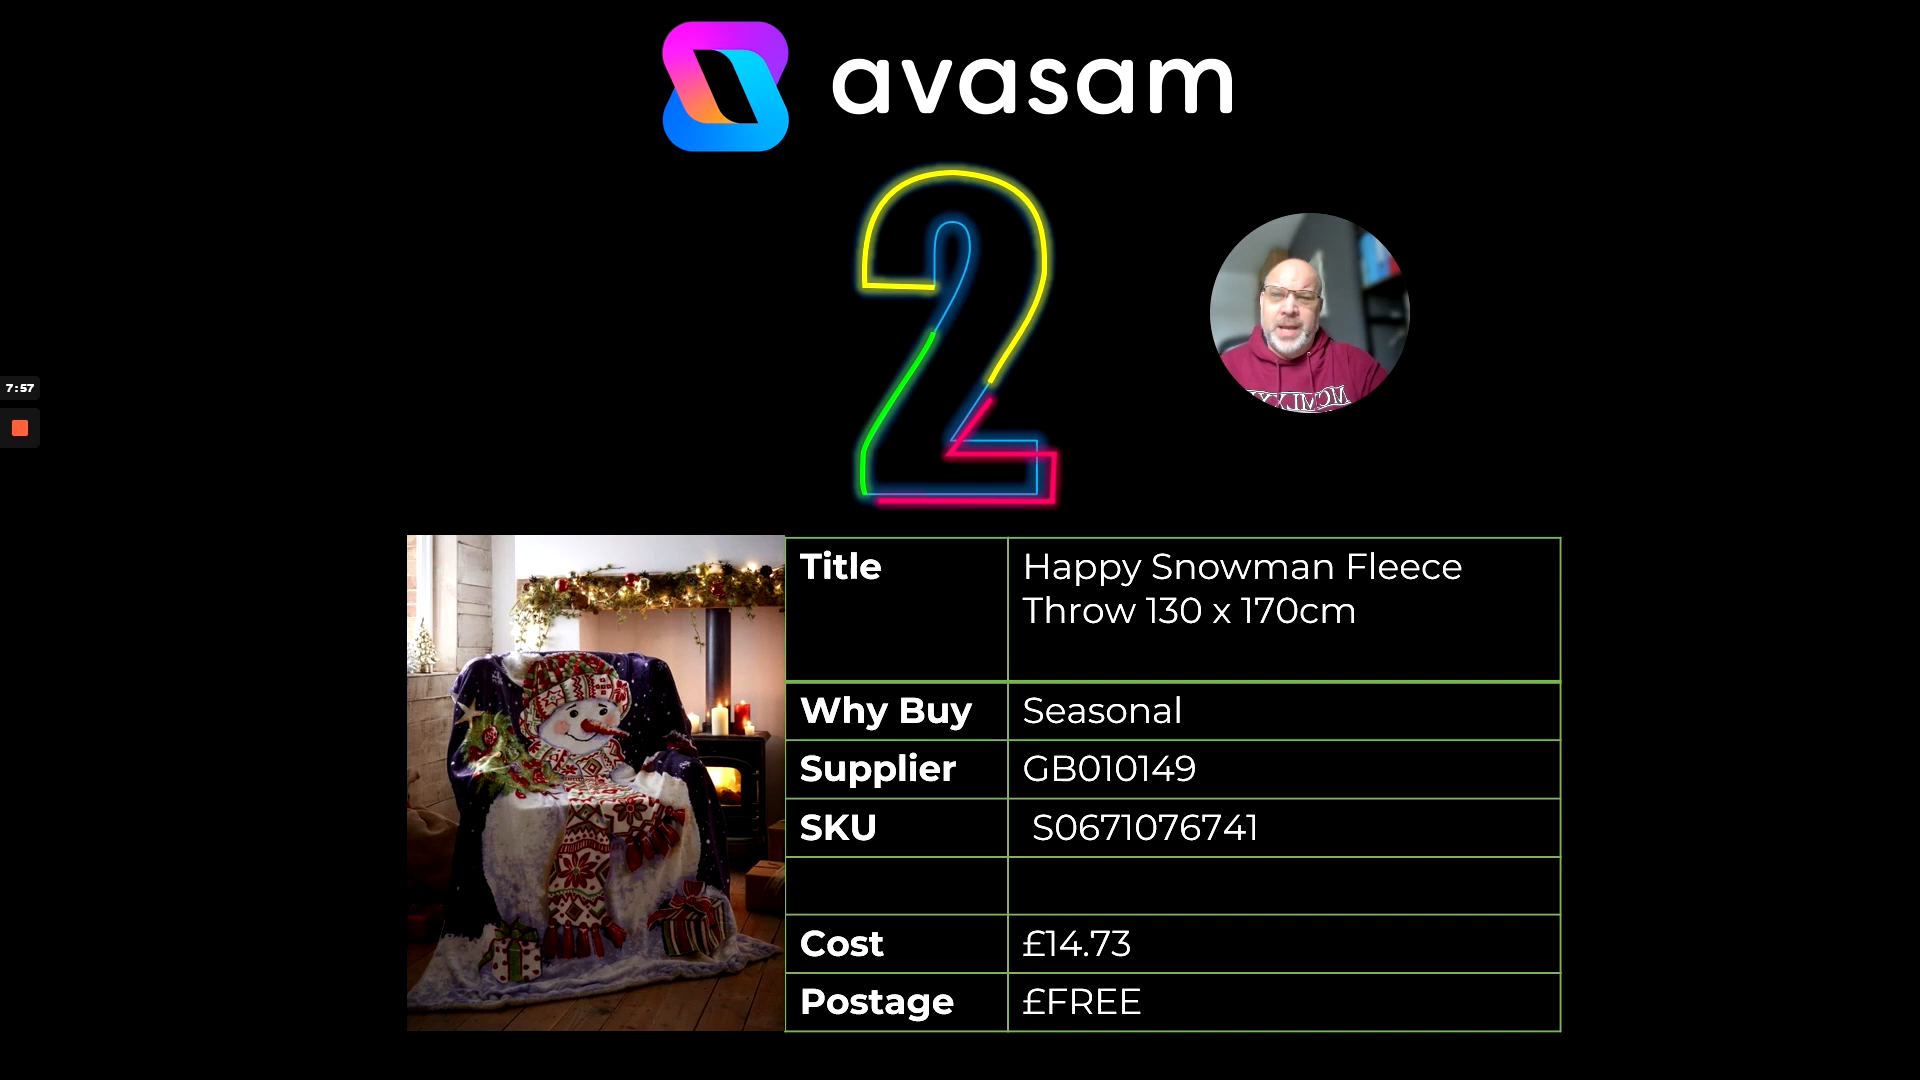 avasam
2
7:57
MCMLXXI
Title
Happy Snowman Fleece
Throw 130 x 170cm
Why Buy
Seasonal
Supplier
GB010149
SKU
S0671076741
Cost
£14.73
Postage
£FREE